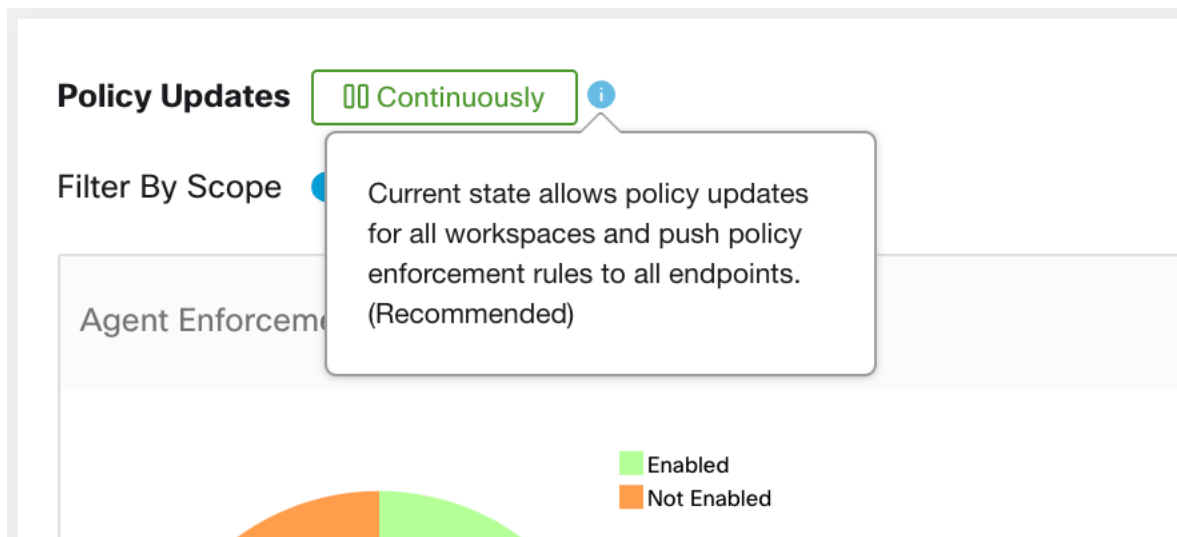 Policy Updates
Continuously
i
Filter By Scope
Current state allows policy updates
for all workspaces and push policy
enforcement rules to all endpoints.
(Recommended)
Agent Enforceme
Enabled
Not Enabled